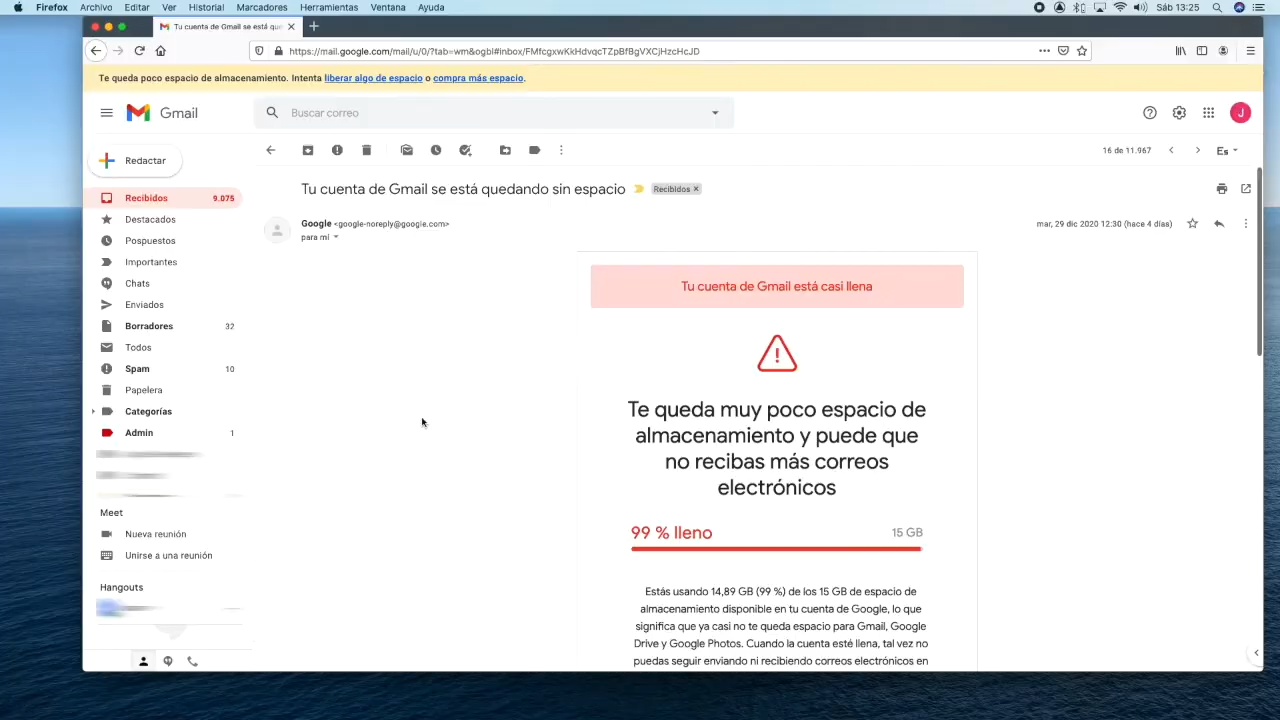 Firefox Archivo Editar Ver Historial Marcadores Herramientas Ventana Ayuda Sáb 13:25
Tu cuenta de Gmail se está que
https://mail.google.com/mail/u/0/?tab=wm&ogbl#inbox/FMfcgxwKkHdvqcTZpBfBgVXCjHzcHcJD
Te queda poco espacio de almacenamiento. Intenta liberar algo de espacio o compra más espacio.
Gmail
Buscar correo
J
Redactar
16 de 11.967
Es
Recibidos 9.075
Destacados
Pospuestos
Importantes
Chats
Enviados
Borradores 32
Todos
Spam 10
Papelera
Categorías
Admin 1
Meet
Nueva reunión
Unirse a una reunión
Hangouts
Tu cuenta de Gmail se está quedando sin espacio Recibidos x
Google <google-noreply@google.com> mar, 29 dic 2020 12:30 (hace 4 días)
para mí
Tu cuenta de Gmail está casi llena
Te queda muy poco espacio de
almacenamiento y puede que
no recibas más correos
electrónicos
99 % lleno 15 GB
Estás usando 14,89 GB (99 %) de los 15 GB de espacio de
almacenamiento disponible en tu cuenta de Google, lo que
significa que ya casi no te queda espacio para Gmail, Google
Drive y Google Photos. Cuando la cuenta esté llena, tal vez no
puedas seguir enviando ni recibiendo correos electrónicos en